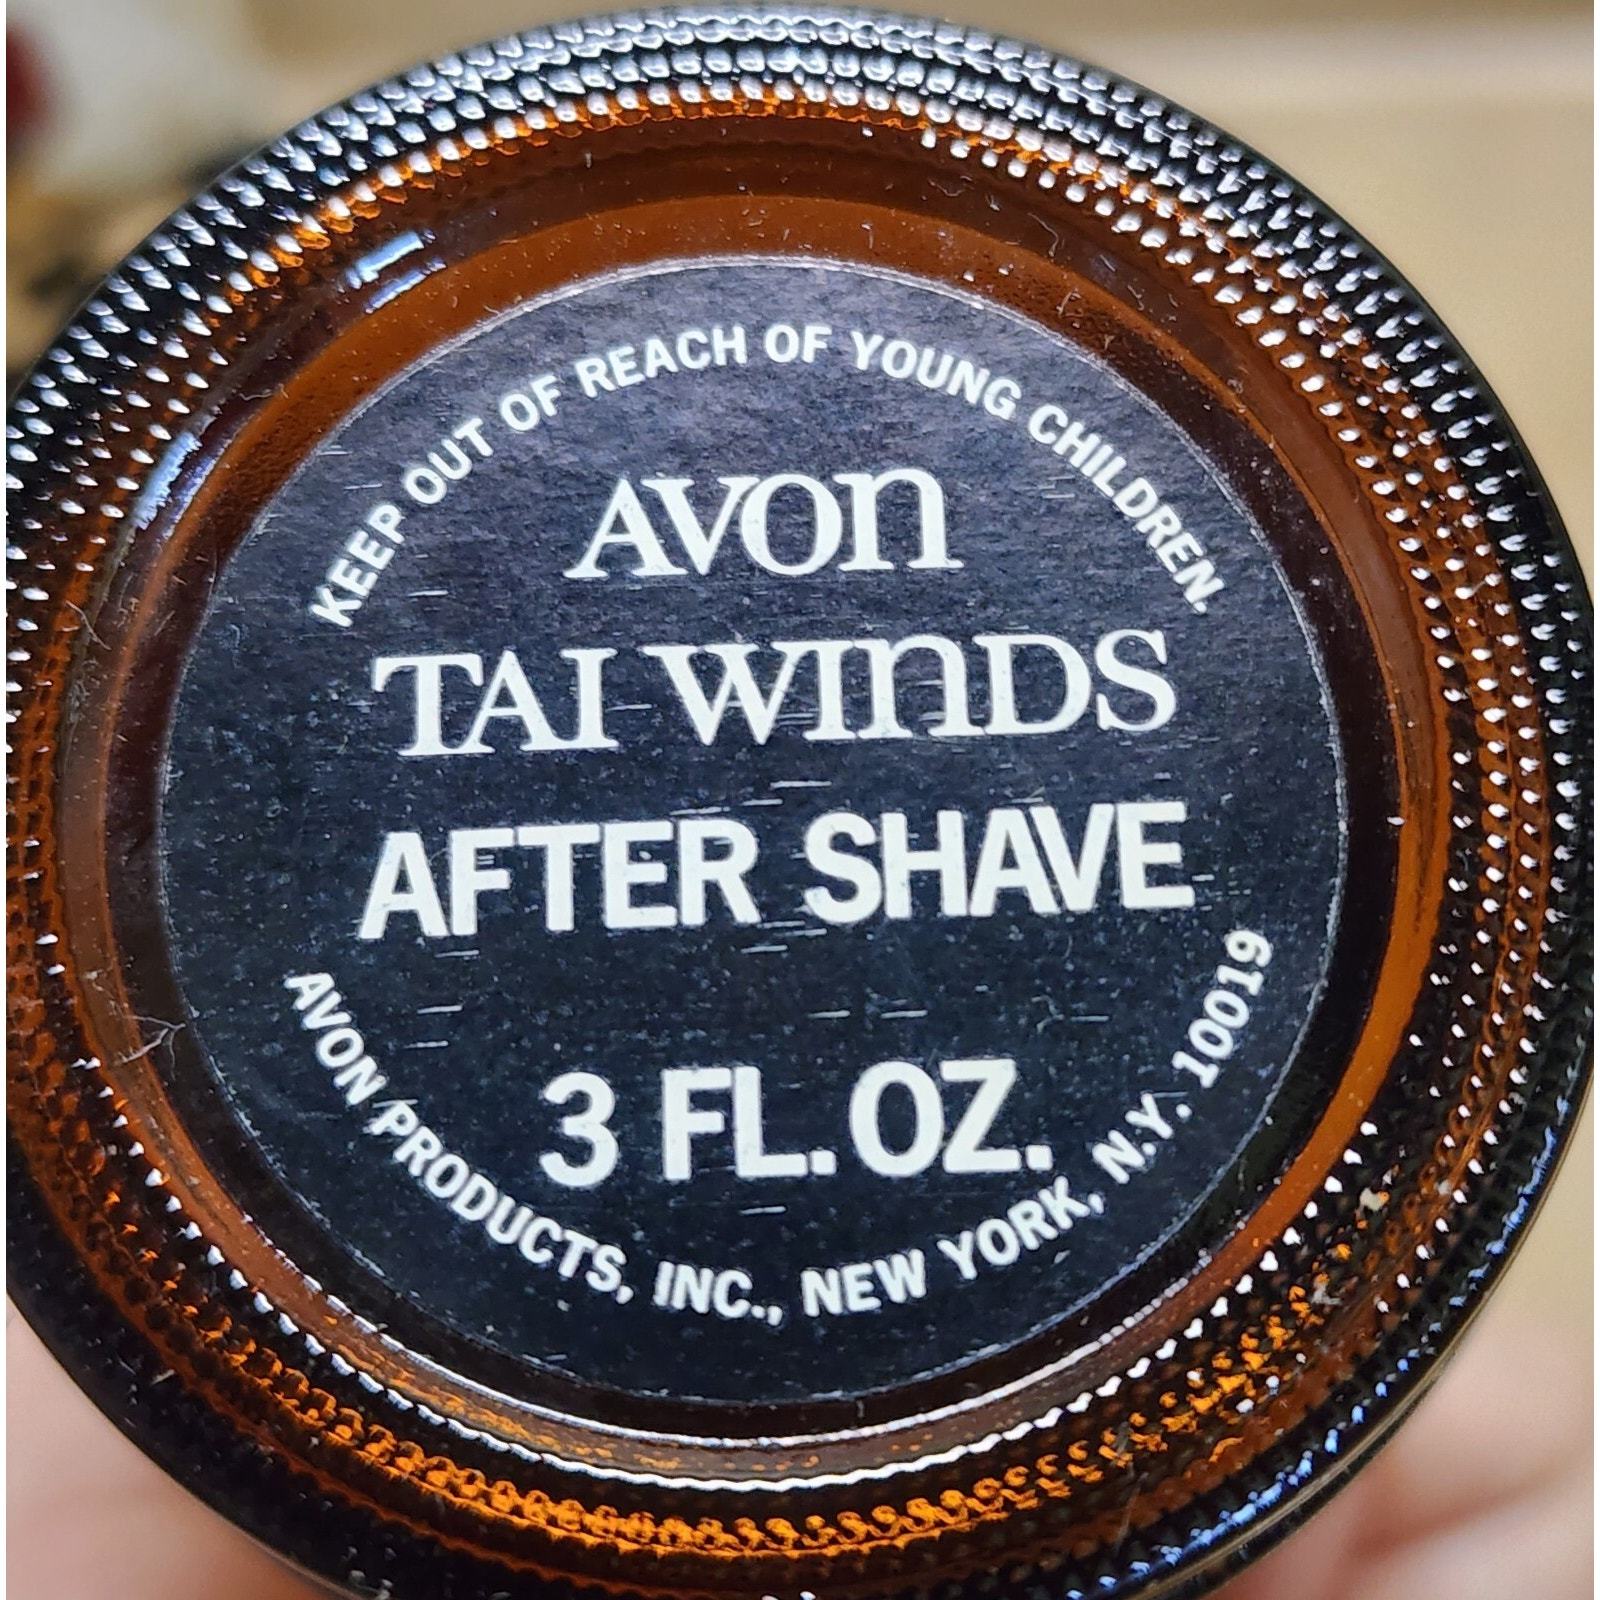 KEEP OUT OF REACH OF YOUNG CHILDREN.
AVON
TAI WINDS
AFTER SHAVE
3 FL. OZ.
AVON PRODUCTS, INC., NEW YORK, N.Y. 10019